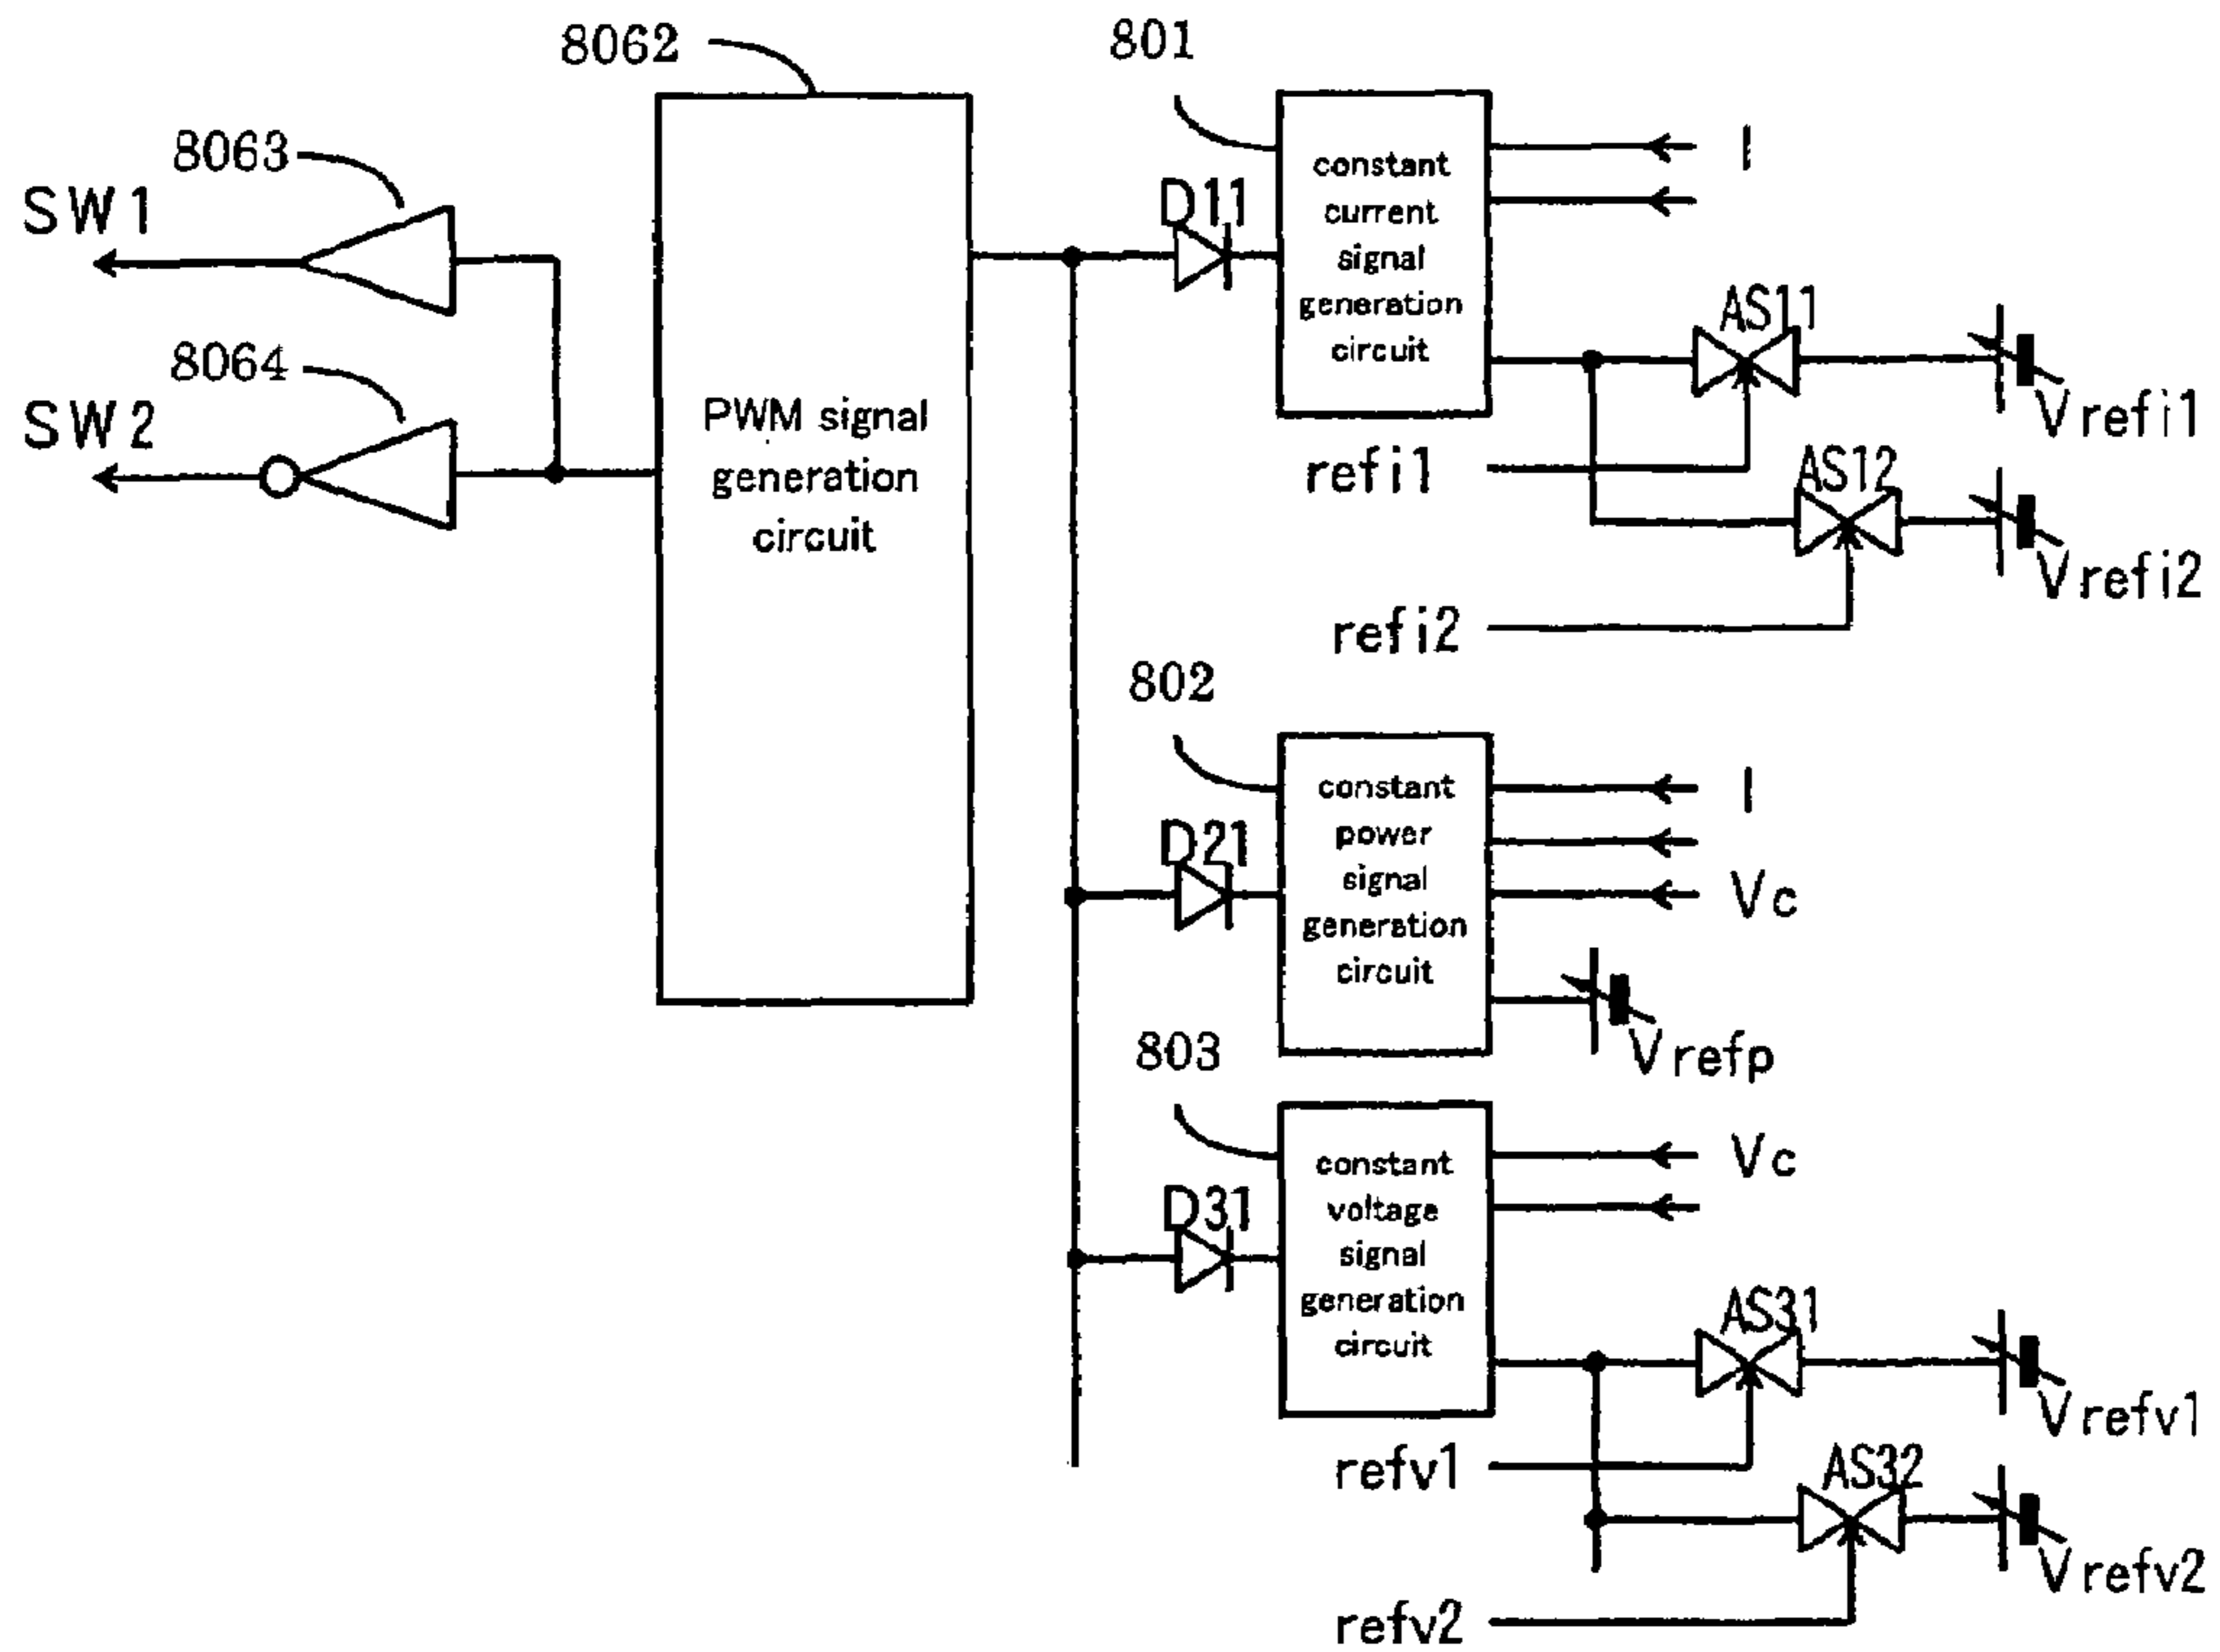 8062
801
8063
SW1
8064
SW2
PWM signal
generation
circuit
D11
constant
current
signal
generation
circuit
I
AS11
Vrefi1
refi1
AS12
Vrefi2
refi2
802
D21
constant
power
signal
generation
circuit
I
Vc
Vrefp
803
D31
constant
voltage
signal
generation
circuit
Vc
AS31
Vrefv1
refv1
AS32
Vrefv2
refv2